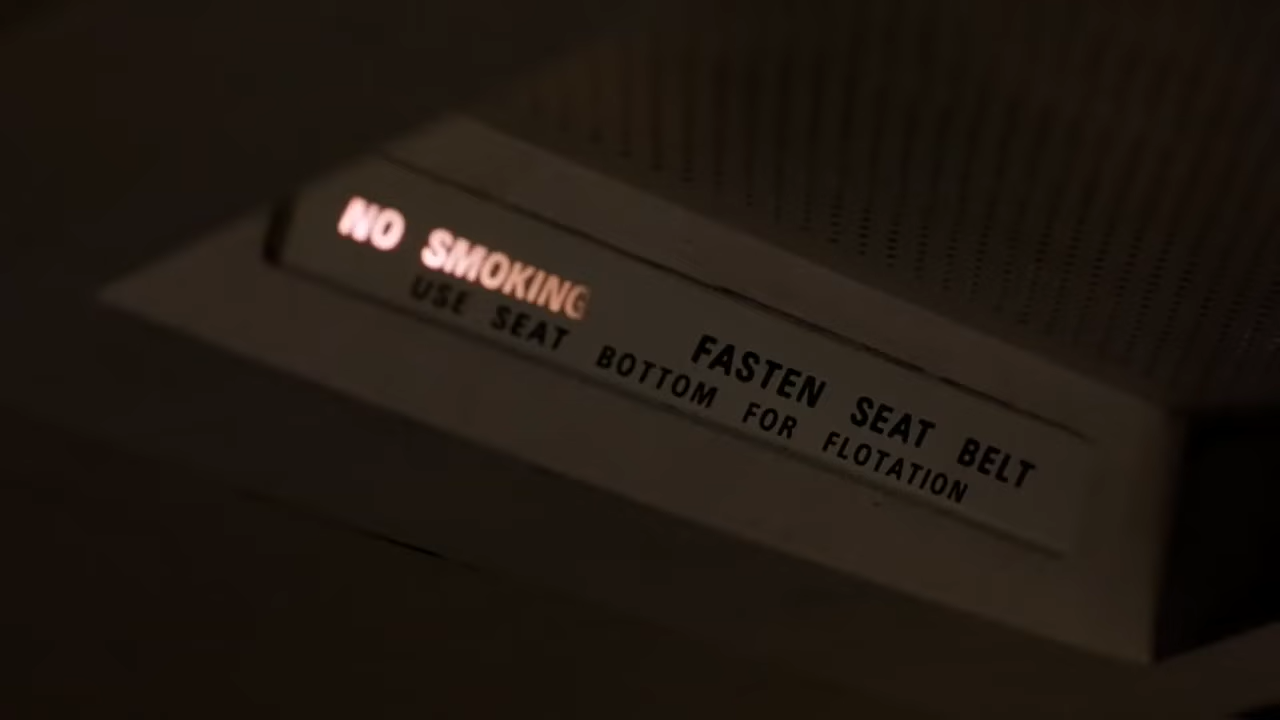 NO SMOKING
FASTEN SEAT BELT
USE SEAT BOTTOM FOR FLOTATION